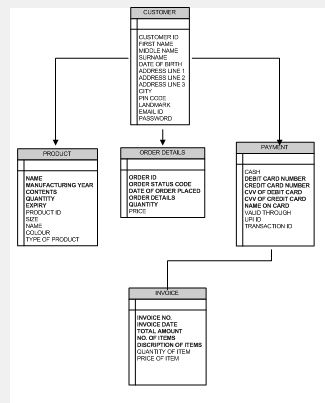 CUSTOMER
CUSTOMER ID
FIRST NAME
MIDDLE NAME
SURNAME
DATE OF BIRTH
ADDRESS LINE 1
ADDRESS LINE 2
ADDRESS LINE 3
CITY
PIN CODE
LANDMARK
EMAIL ID
PASSWORD
PRODUCT
NAME
MANUFACTURING YEAR
CONTENTS
QUANTITY
EXPIRY
PRODUCT ID
SIZE
NAME
COLOUR
TYPE OF PRODUCT
ORDER DETAILS
ORDER ID
ORDER STATUS CODE
DATE OF ORDER PLACED
ORDER DETAILS
QUANTITY
PRICE
PAYMENT
CASH
DEBIT CARD NUMBER
CREDIT CARD NUMBER
CVV OF DEBIT CARD
CVV OF CREDIT CARD
NAME ON CARD
VALID THROUGH
UPI ID
TRANSACTION ID
INVOICE
INVOICE NO.
INVOICE DATE
TOTAL AMOUNT
NO. OF ITEMS
DISCRIPTION OF ITEMS
QUANTITY OF ITEM
PRICE OF ITEM